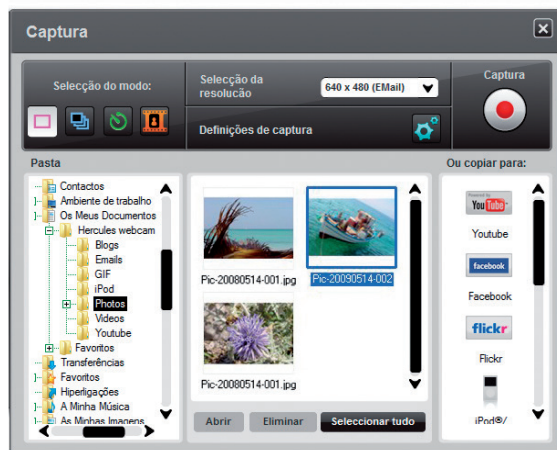 Captura
Selecção do modo:
Selecção da
resolução
640 x 480 (EMail)
Captura
Definições de captura
Pasta
Ou copiar para:
Contactos
Ambiente de trabalho
Os Meus Documentos
Hercules webcam
Blogs
Emails
GIF
iPod
Photos
Videos
Youtube
Favoritos
Transferências
Favoritos
Hiperligações
A Minha Música
As Minhas Imagens
Pic-20080514-001.jpg
Pic-20090514-002
Pic-20080514-001.jpg
Abrir
Eliminar
Seleccionar tudo
You Tube
Youtube
facebook
Facebook
flickr
Flickr
iPod®/